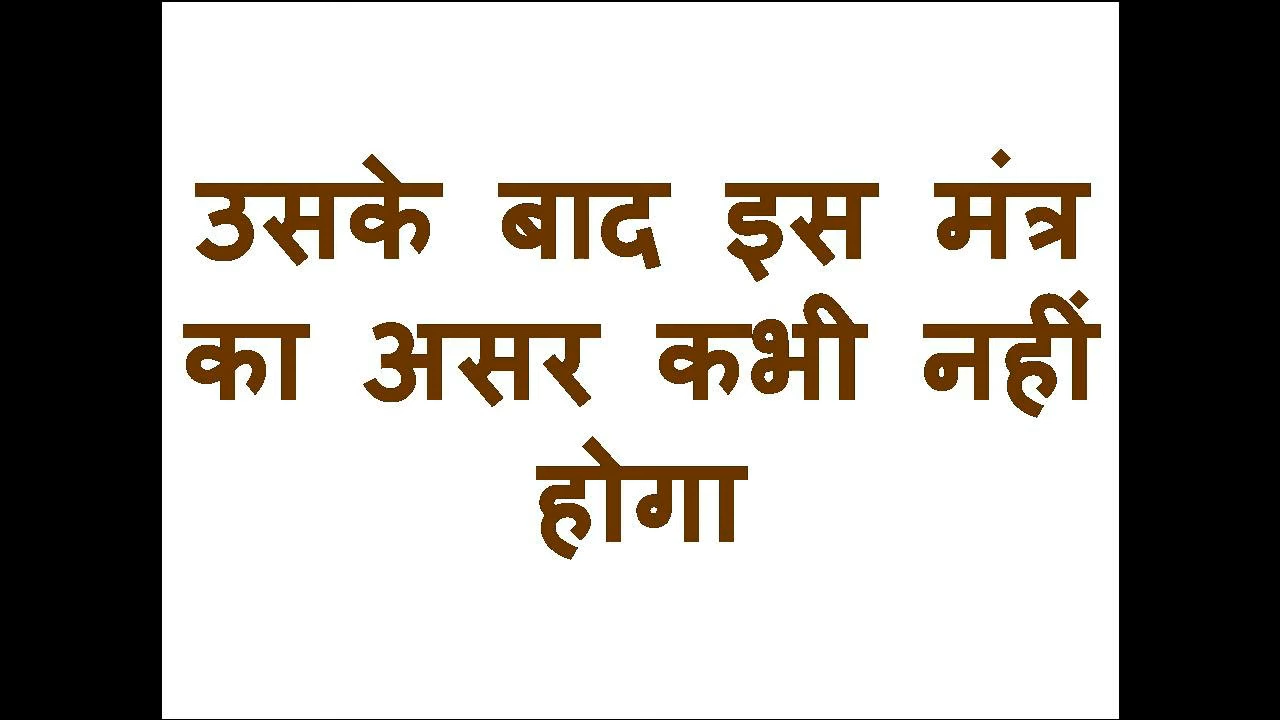 उसके बाद इस मंत्र
का असर कभी नहीं
होगा